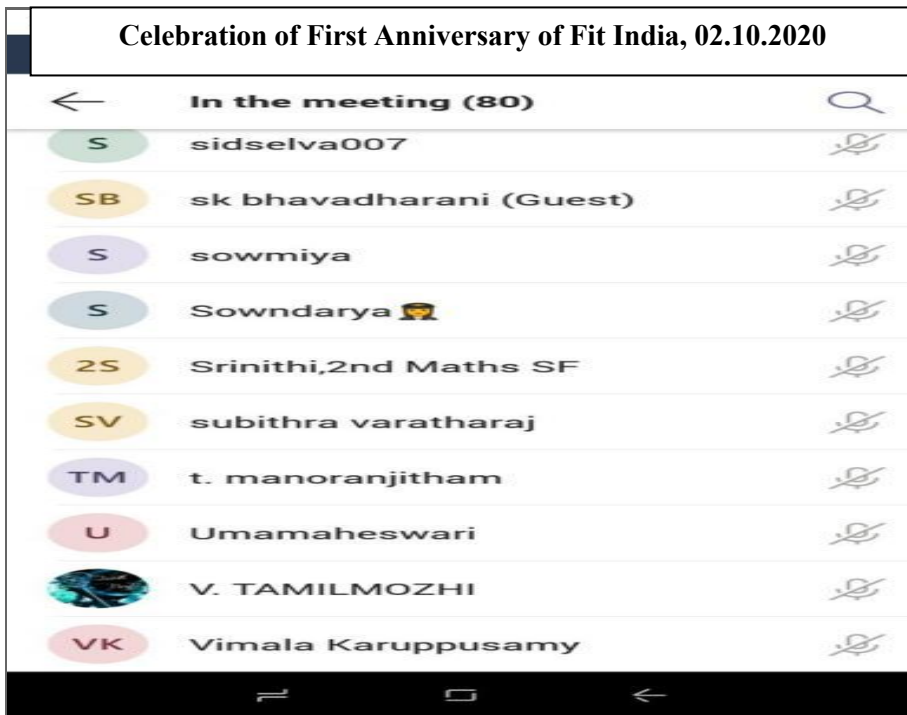 Celebration of First Anniversary of Fit India, 02.10.2020
In the meeting (80)
S sidselva007
SB sk bhavadharani (Guest)
S sowmiya
S Sowndarya👩‍🎓
2S Srinithi,2nd Maths SF
SV subithra varatharaj
TM t. manoranjitham
U Umamaheswari
V. TAMILMOZHI
VK Vimala Karuppusamy